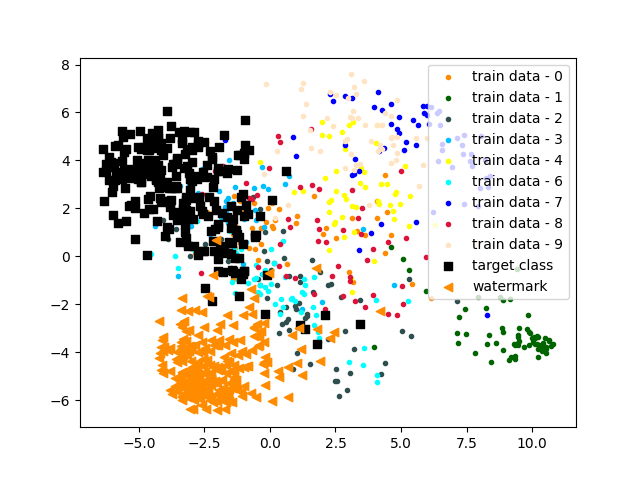 8
6
4
2
0
−2
−4
−6
−5.0
−2.5
0.0
2.5
5.0
7.5
10.0
train data - 0
train data - 1
train data - 2
train data - 3
train data - 4
train data - 6
train data - 7
train data - 8
train data - 9
target class
watermark